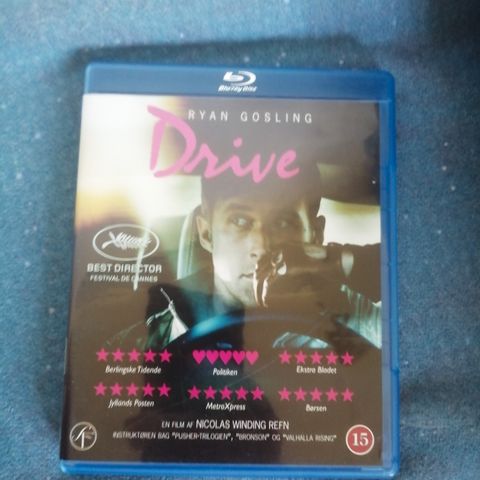 Blu-ray Disc
RYAN GOSLING
Drive
BEST DIRECTOR
FESTIVAL DE CANNES
Berlingske Tidende
Politiken
Ekstra Bladet
Jyllands Posten
MetroXpress
Børsen
EN FILM AF NICOLAS WINDING REFN
INSTRUKTØREN BAG "PUSHER-TRILOGIEN", "BRONSON" OG "VALHALLA RISING"
15